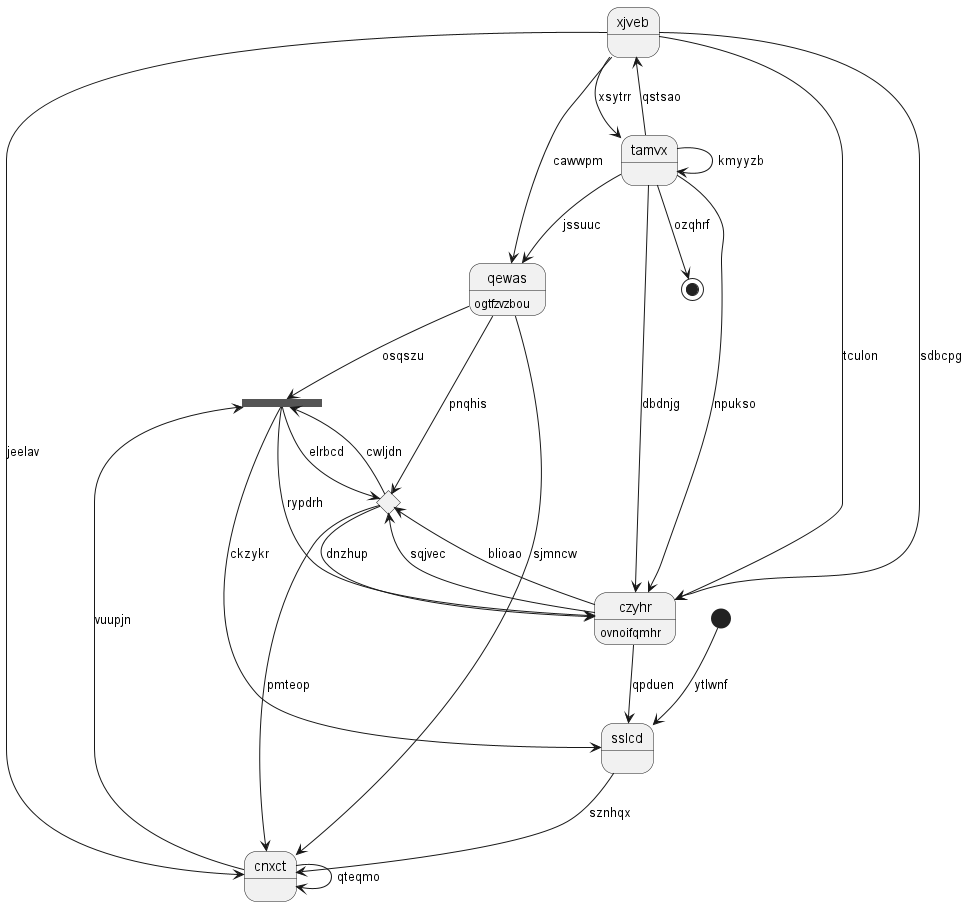 xjveb
xsytrr
qstsao
tamvx
kmyyzb
cawwpm
jssuuc
ozqhrf
qewas
ogtfzvzbou
osqszu
tculon
sdbcpg
pnqhis
dbdnjg
npukso
jeelav
elrbcd
cwljdn
rypdrh
ckzykr
dnzhup
sqjvec
blioao
sjmncw
czyhr
ovnoifqmhr
vuupjn
pmteop
qpduen
ytlwnf
sslcd
sznhqx
cnxct
qteqmo